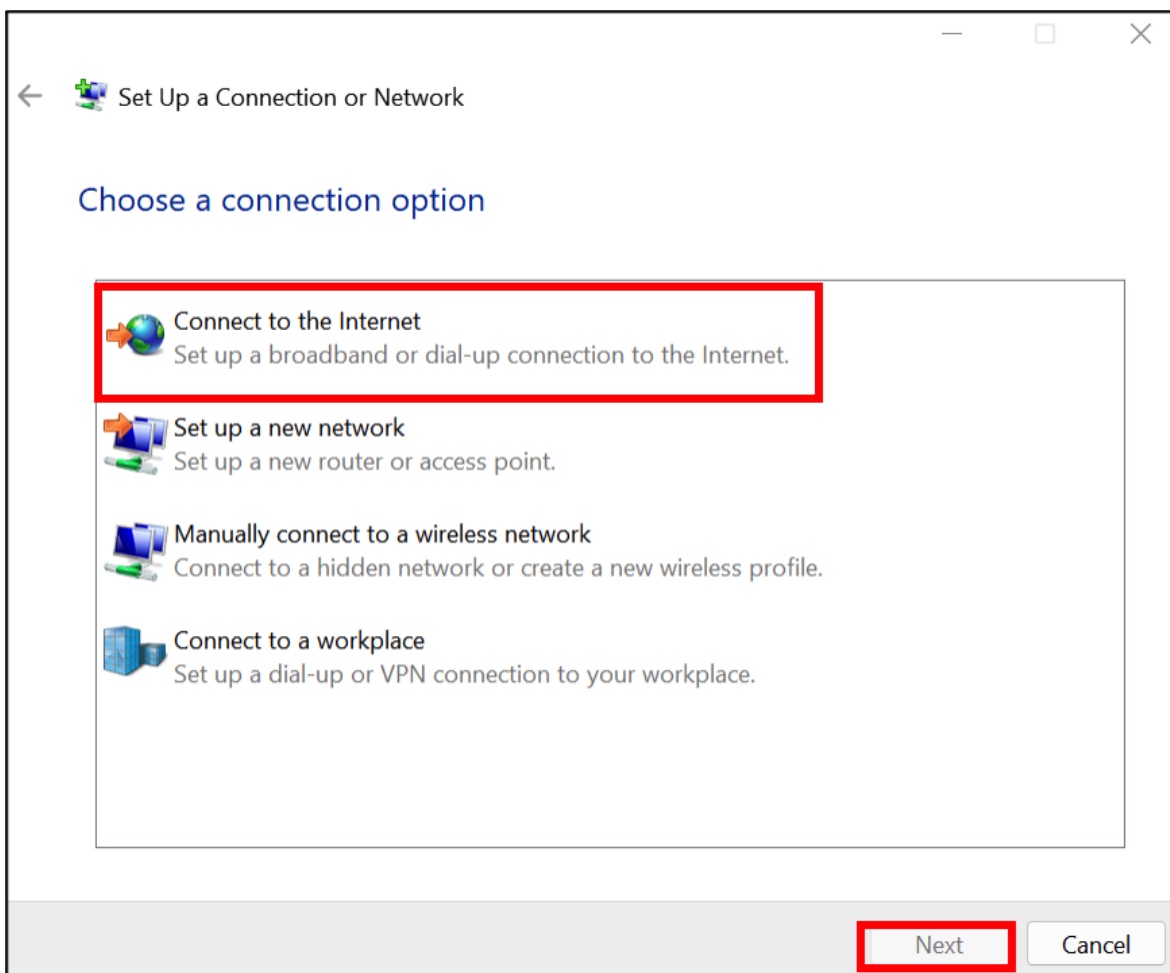 Set Up a Connection or Network
Choose a connection option
Connect to the Internet
Set up a broadband or dial-up connection to the Internet.
Set up a new network
Set up a new router or access point.
Manually connect to a wireless network
Connect to a hidden network or create a new wireless profile.
Connect to a workplace
Set up a dial-up or VPN connection to your workplace.
Next
Cancel